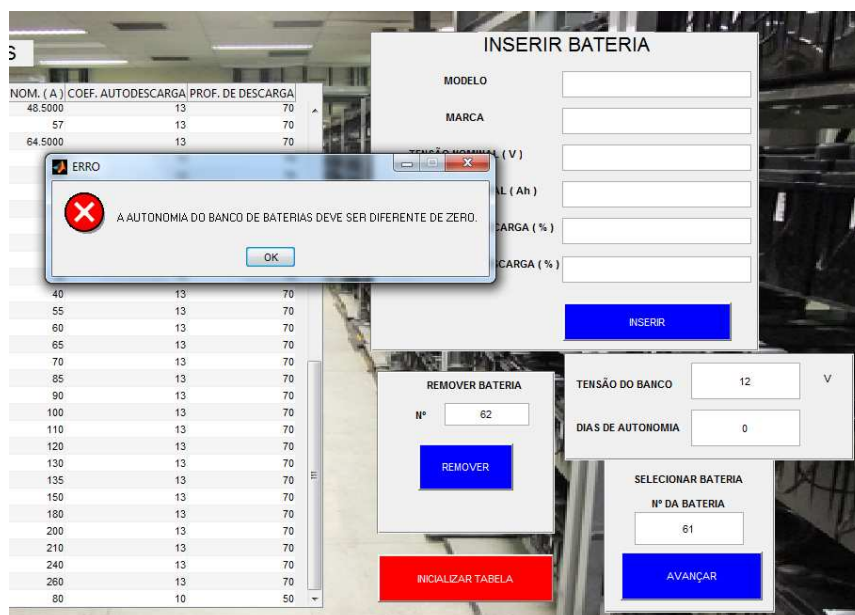 S
INSERIR BATERIA
MODELO
MARCA
TENSÃO NOMINAL ( V )
AL ( Ah )
CARGA ( % )
SCARGA ( % )
INSERIR
NOM. ( A ) COEF. AUTODESCARGA PROF. DE DESCARGA
48.5000 13 70
57 13 70
64.5000 13 70
ERRO
A AUTONOMIA DO BANCO DE BATERIAS DEVE SER DIFERENTE DE ZERO.
OK
40 13 70
55 13 70
60 13 70
65 13 70
70 13 70
85 13 70
90 13 70
100 13 70
110 13 70
120 13 70
130 13 70
135 13 70
150 13 70
180 13 70
200 13 70
210 13 70
240 13 70
260 13 70
80 10 50
REMOVER BATERIA
Nº 62
REMOVER
INICIALIZAR TABELA
TENSÃO DO BANCO 12 V
DIAS DE AUTONOMIA 0
SELECIONAR BATERIA
Nº DA BATERIA
61
AVANÇAR